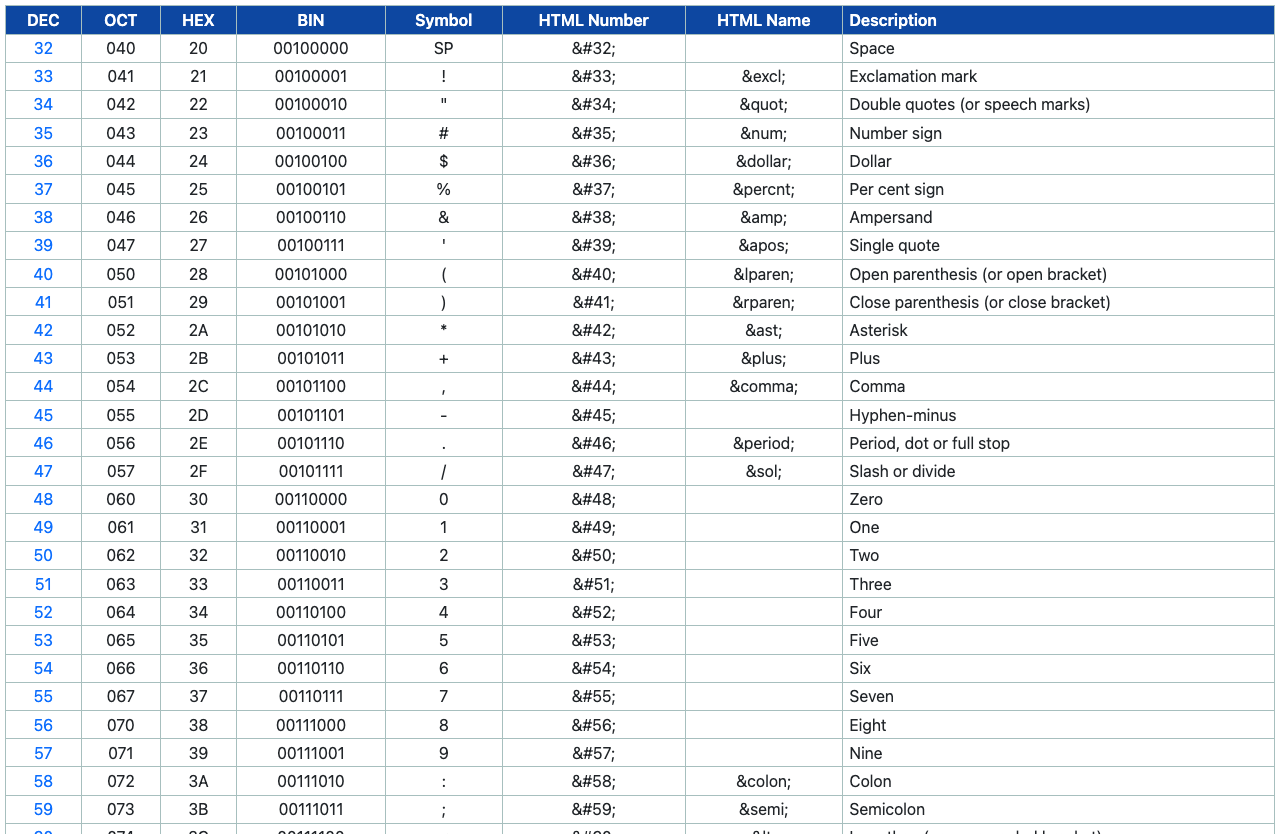 DEC OCT HEX BIN Symbol HTML Number HTML Name Description
32 040 20 00100000 SP &#32; Space
33 041 21 00100001 ! &#33; &excl; Exclamation mark
34 042 22 00100010 " &#34; &quot; Double quotes (or speech marks)
35 043 23 00100011 # &#35; &num; Number sign
36 044 24 00100100 $ &#36; &dollar; Dollar
37 045 25 00100101 % &#37; &percnt; Per cent sign
38 046 26 00100110 & &#38; &amp; Ampersand
39 047 27 00100111 ' &#39; &apos; Single quote
40 050 28 00101000 ( &#40; &lparen; Open parenthesis (or open bracket)
41 051 29 00101001 ) &#41; &rparen; Close parenthesis (or close bracket)
42 052 2A 00101010 * &#42; &ast; Asterisk
43 053 2B 00101011 + &#43; &plus; Plus
44 054 2C 00101100 , &#44; &comma; Comma
45 055 2D 00101101 - &#45; Hyphen-minus
46 056 2E 00101110 . &#46; &period; Period, dot or full stop
47 057 2F 00101111 / &#47; &sol; Slash or divide
48 060 30 00110000 0 &#48; Zero
49 061 31 00110001 1 &#49; One
50 062 32 00110010 2 &#50; Two
51 063 33 00110011 3 &#51; Three
52 064 34 00110100 4 &#52; Four
53 065 35 00110101 5 &#53; Five
54 066 36 00110110 6 &#54; Six
55 067 37 00110111 7 &#55; Seven
56 070 38 00111000 8 &#56; Eight
57 071 39 00111001 9 &#57; Nine
58 072 3A 00111010 : &#58; &colon; Colon
59 073 3B 00111011 ; &#59; &semi; Semicolon